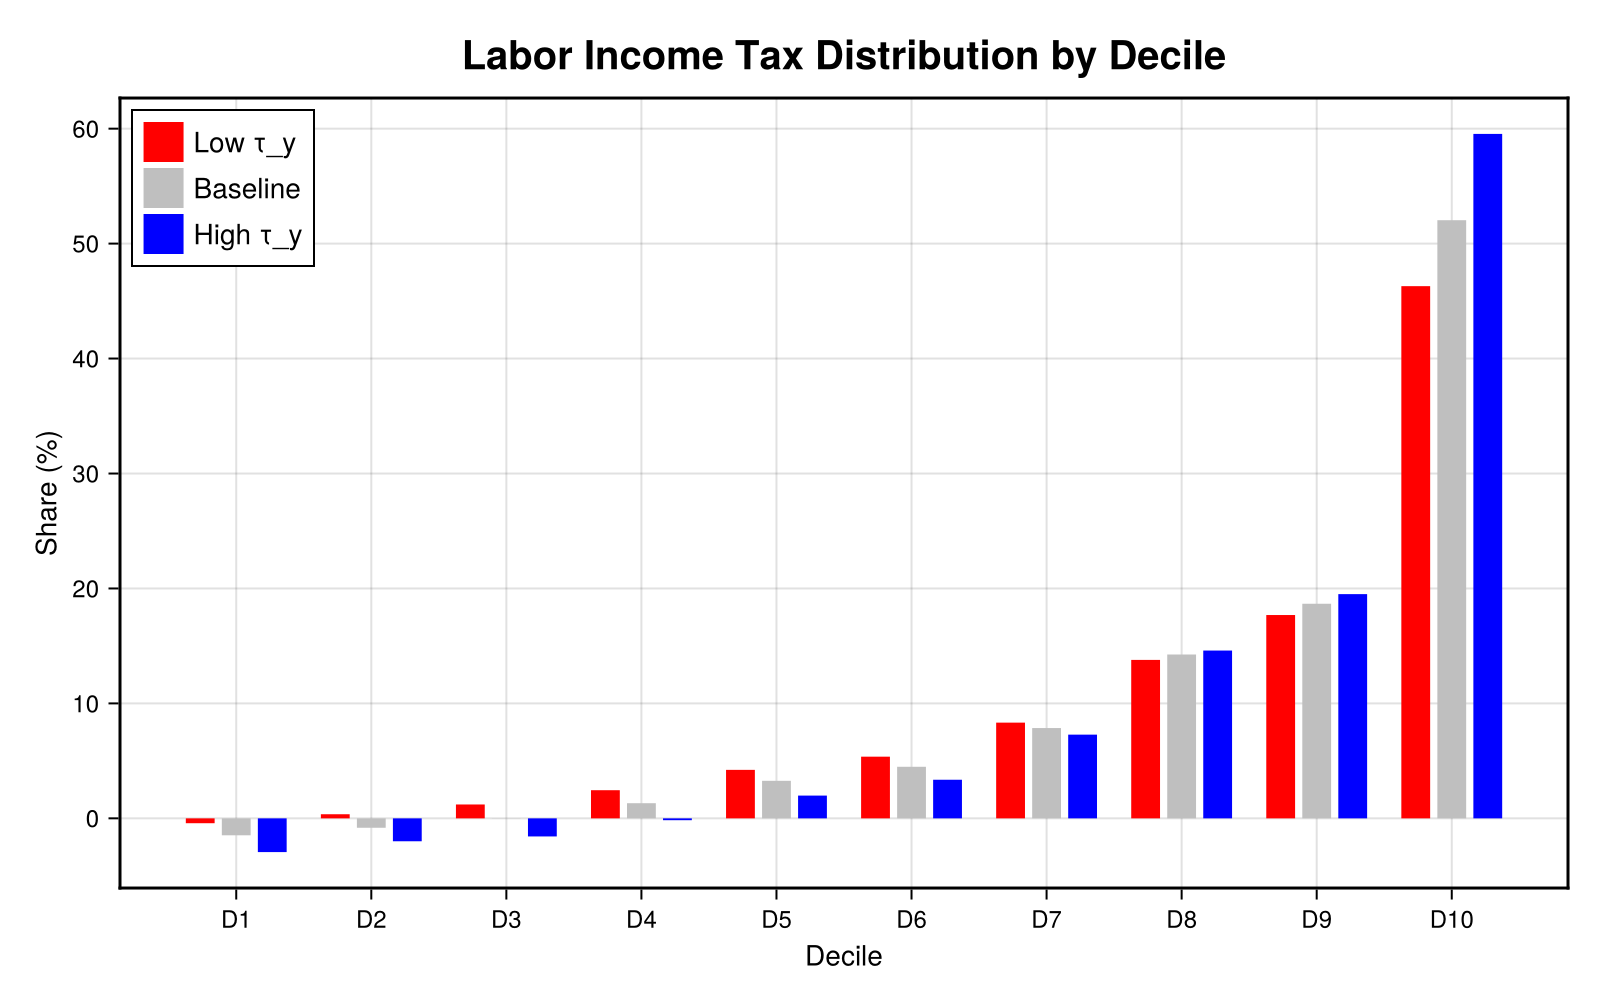 Labor Income Tax Distribution by Decile
Low τ_y
Baseline
High τ_y
60
50
40
30
20
10
0
Share (%)
D1 D2 D3 D4 D5 D6 D7 D8 D9 D10
Decile